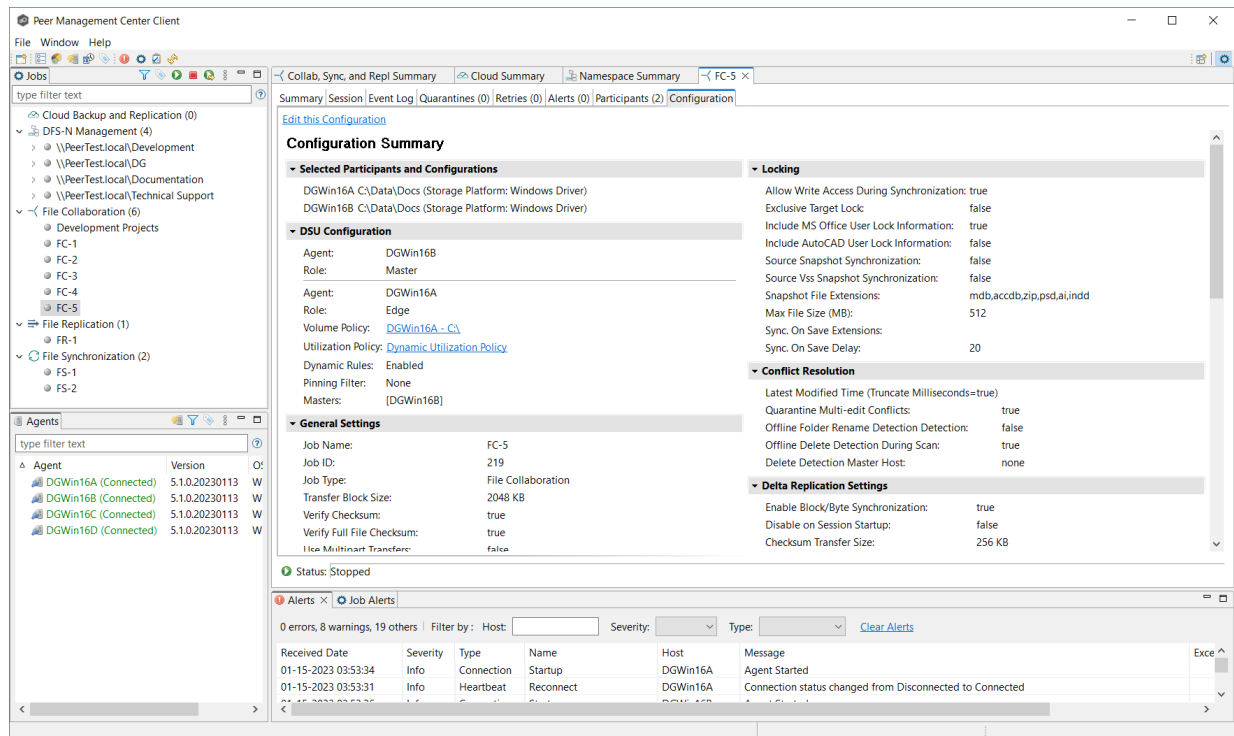 Peer Management Center Client
File Window Help
Jobs
type filter text
Cloud Backup and Replication (0)
DFS-N Management (4)
\\PeerTest.local\Development
\\PeerTest.local\DG
\\PeerTest.local\Documentation
\\PeerTest.local\Technical Support
File Collaboration (6)
Development Projects
FC-1
FC-2
FC-3
FC-4
FC-5
File Replication (1)
FR-1
File Synchronization (2)
FS-1
FS-2
Agents
type filter text
Agent Version OS
DGWin16A (Connected) 5.1.0.20230113 W
DGWin16B (Connected) 5.1.0.20230113 W
DGWin16C (Connected) 5.1.0.20230113 W
DGWin16D (Connected) 5.1.0.20230113 W
Collab, Sync, and Repl Summary Cloud Summary Namespace Summary FC-5
Summary Session Event Log Quarantines (0) Retries (0) Alerts (0) Participants (2) Configuration
Edit this Configuration
Configuration Summary
Selected Participants and Configurations
DGWin16A C:\Data\Docs (Storage Platform: Windows Driver)
DGWin16B C:\Data\Docs (Storage Platform: Windows Driver)
DSU Configuration
Agent: DGWin16B
Role: Master
Agent: DGWin16A
Role: Edge
Volume Policy: DGWin16A - C:\
Utilization Policy: Dynamic Utilization Policy
Dynamic Rules: Enabled
Pinning Filter: None
Masters: [DGWin16B]
General Settings
Job Name: FC-5
Job ID: 219
Job Type: File Collaboration
Transfer Block Size: 2048 KB
Verify Checksum: true
Verify Full File Checksum: true
Use Multipart Transfers: false
Locking
Allow Write Access During Synchronization: true
Exclusive Target Lock: false
Include MS Office User Lock Information: true
Include AutoCAD User Lock Information: false
Source Snapshot Synchronization: false
Source Vss Snapshot Synchronization: false
Snapshot File Extensions: mdb,accdb,zip,psd,ai,indd
Max File Size (MB): 512
Sync. On Save Extensions:
Sync. On Save Delay: 20
Conflict Resolution
Latest Modified Time (Truncate Milliseconds=true)
Quarantine Multi-edit Conflicts: true
Offline Folder Rename Detection Detection: false
Offline Delete Detection During Scan: true
Delete Detection Master Host: none
Delta Replication Settings
Enable Block/Byte Synchronization: true
Disable on Session Startup: false
Checksum Transfer Size: 256 KB
Status: Stopped
Alerts Job Alerts
0 errors, 8 warnings, 19 others Filter by : Host: Severity: Type: Clear Alerts
Received Date Severity Type Name Host Message Exce
01-15-2023 03:53:34 Info Connection Startup DGWin16A Agent Started
01-15-2023 03:53:31 Info Heartbeat Reconnect DGWin16A Connection status changed from Disconnected to Connected